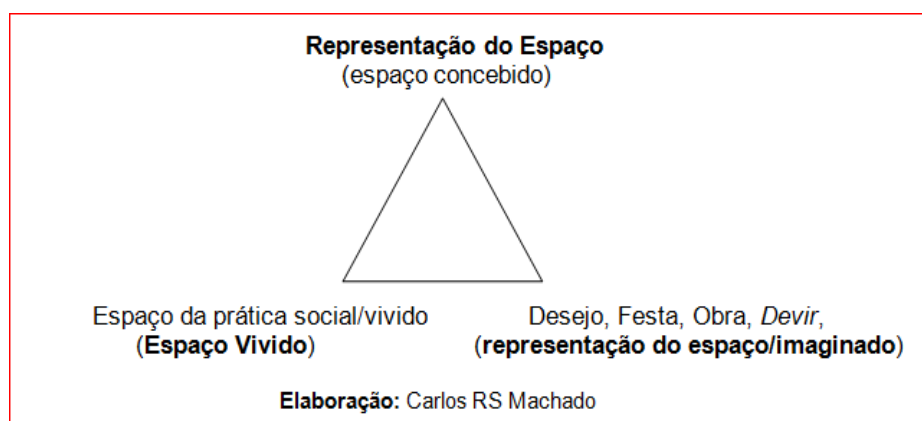 Representação do Espaço
(espaço concebido)
Espaço da prática social/vivido
(Espaço Vivido)
Desejo, Festa, Obra, Devir,
(representação do espaço/imaginado)
Elaboração: Carlos RS Machado